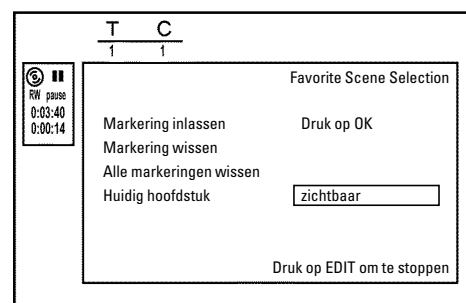 T C
1 1
RW pause
0:03:40
0:00:14
Favorite Scene Selection
Markering inlassen Druk op OK
Markering wissen
Alle markeringen wissen
Huidig hoofdstuk zichtbaar
Druk op EDIT om te stoppen